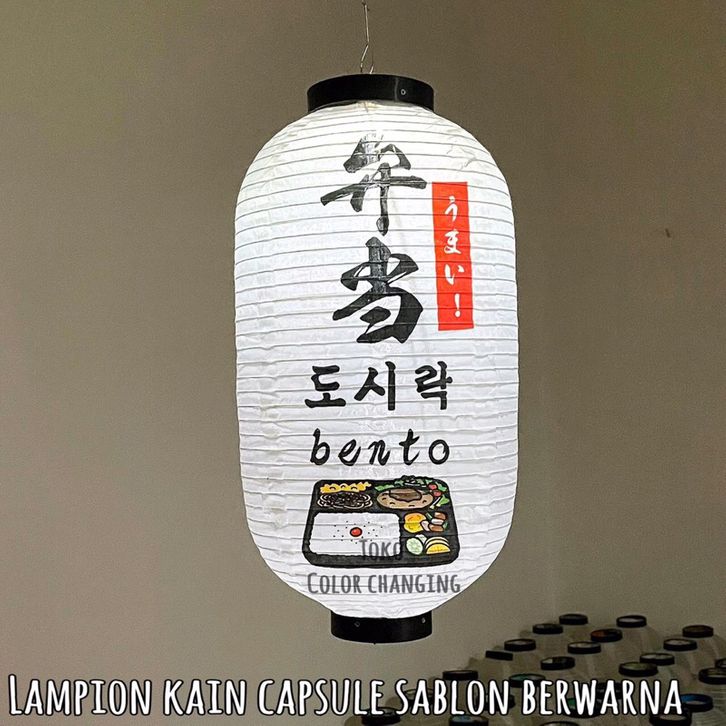 弁当
うまい!
도시락
bento
TOKO
COLOR CHANGING
LAMPION KAIN CAPSULE SABLON BERWARNA